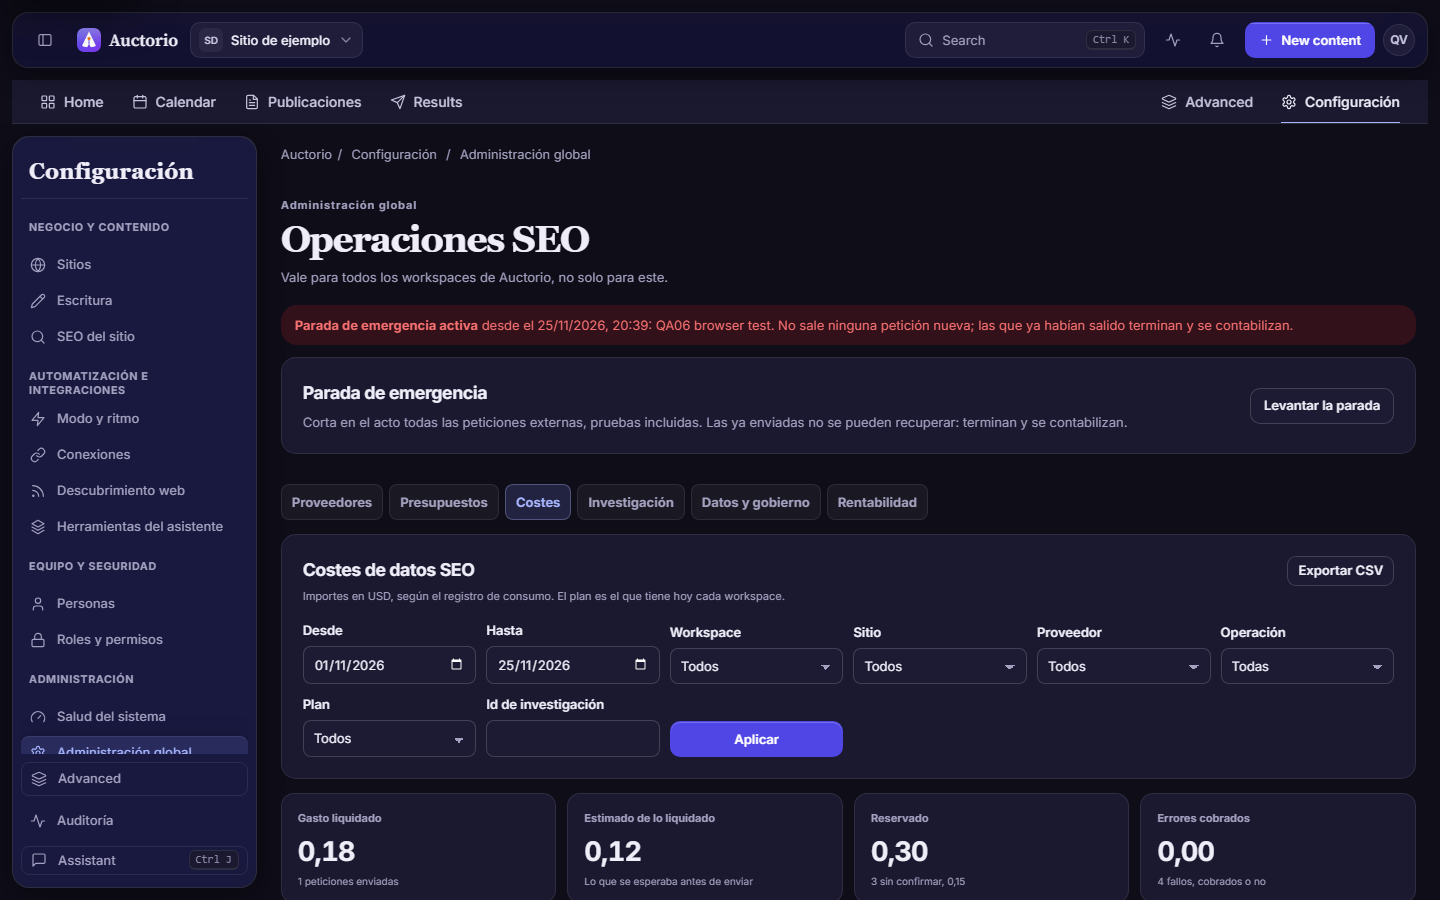 Auctorio
SD Sitio de ejemplo
Search Ctrl K
New content
QV
Home Calendar Publicaciones Results
Advanced Configuración
Configuración
NEGOCIO Y CONTENIDO
Sitios
Escritura
SEO del sitio
AUTOMATIZACIÓN E
INTEGRACIONES
Modo y ritmo
Conexiones
Descubrimiento web
Herramientas del asistente
EQUIPO Y SEGURIDAD
Personas
Roles y permisos
ADMINISTRACIÓN
Salud del sistema
Administración global
Advanced
Auditoría
Assistant Ctrl J
Auctorio / Configuración / Administración global
Administración global
Operaciones SEO
Vale para todos los workspaces de Auctorio, no solo para este.
Parada de emergencia activa desde el 25/11/2026, 20:39: QA06 browser test. No sale ninguna petición nueva; las que ya habían salido terminan y se contabilizan.
Parada de emergencia
Corta en el acto todas las peticiones externas, pruebas incluidas. Las ya enviadas no se pueden recuperar: terminan y se contabilizan.
Levantar la parada
Proveedores Presupuestos Costes Investigación Datos y gobierno Rentabilidad
Costes de datos SEO
Importes en USD, según el registro de consumo. El plan es el que tiene hoy cada workspace.
Exportar CSV
Desde Hasta Workspace Sitio Proveedor Operación
01/11/2026 25/11/2026 Todos Todos Todos Todas
Plan Id de investigación
Todos Aplicar
Gasto liquidado Estimado de lo liquidado Reservado Errores cobrados
0,18 0,12 0,30 0,00
1 peticiones enviadas Lo que se esperaba antes de enviar 3 sin confirmar, 0,15 4 fallos, cobrados o no